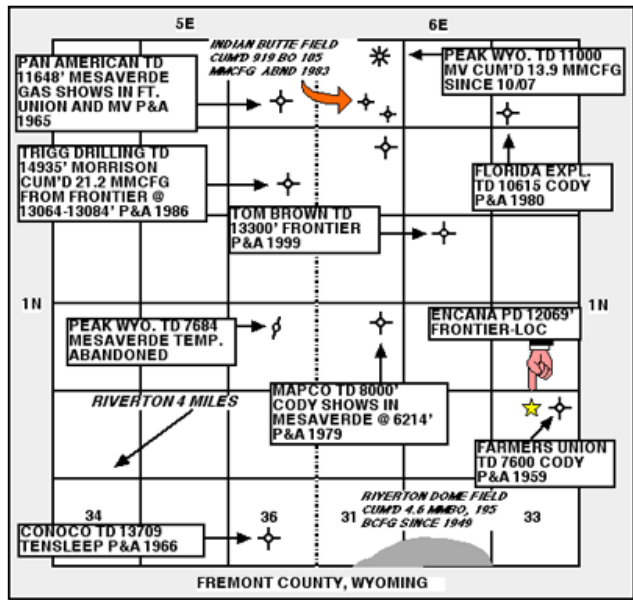 5E
6E
INDIAN BUTTE FIELD
CUM'D 919 BO 185
MMCFG ABND 1983
PAN AMERICAN TD
11648' MESAVERDE
GAS SHOWS IN FT.
UNION AND MV P&A
1965
PEAK WYO. TD 11000
MV CUM'D 13.9 MMCFG
SINCE 10/07
TRIGG DRILLING TD
14935' MORRISON
CUM'D 21.2 MMCFG
FROM FRONTIER @
13064-13084' P&A 1986
FLORIDA EXPL.
TD 10615 CODY
P&A 1980
TOM BROWN TD
13300' FRONTIER
P&A 1999
1N
1N
ENCANA PD 12069'
FRONTIER-LOC
PEAK WYO. TD 7684
MESAVERDE TEMP.
ABANDONED
RIVERTON 4 MILES
MAPCO TD 8000'
CODY SHOWS IN
MESAVERDE @ 6214'
P&A 1979
FARMERS UNION
TD 7600 CODY
P&A 1959
RIVERTON DOME FIELD
CUM'D 4.6 MMBO, 195
BCFG SINCE 1949
34
36
31
33
CONOCO TD 13709
TENSLEEP P&A 1966
FREMONT COUNTY, WYOMING